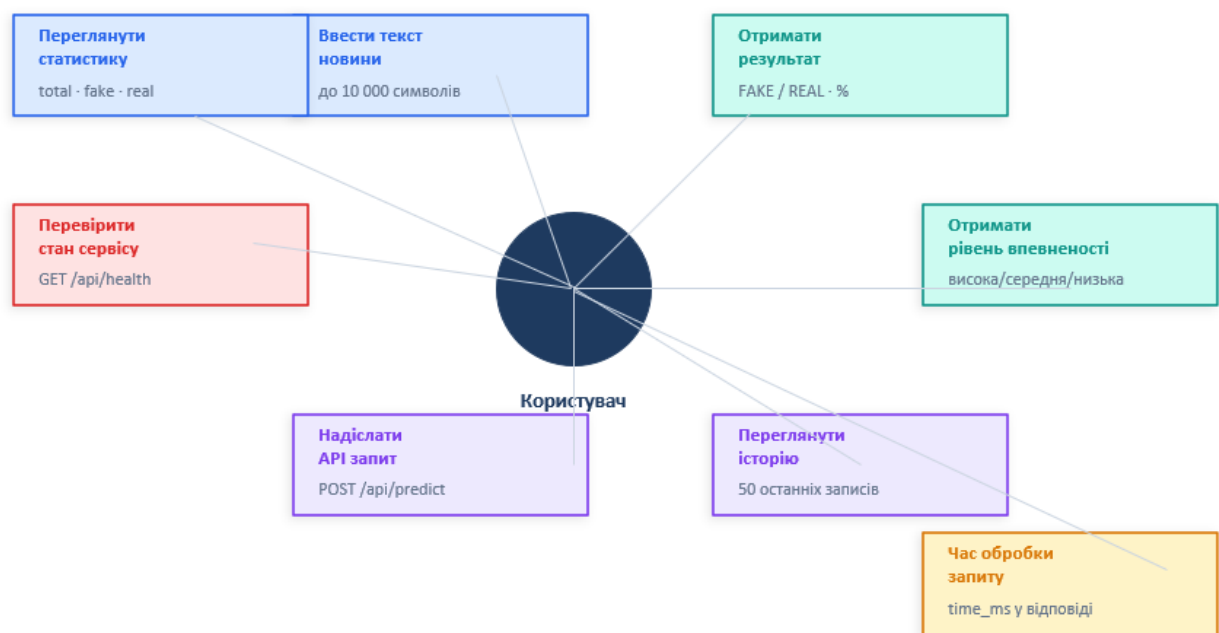 Переглянути
статистику
total · fake · real
Ввести текст
новини
до 10 000 символів
Отримати
результат
FAKE / REAL · %
Перевірити
стан сервісу
GET /api/health
Отримати
рівень впевненості
висока/середня/низька
Користувач
Надіслати
API запит
POST /api/predict
Переглянути
історію
50 останніх записів
Час обробки
запиту
time_ms у відповіді